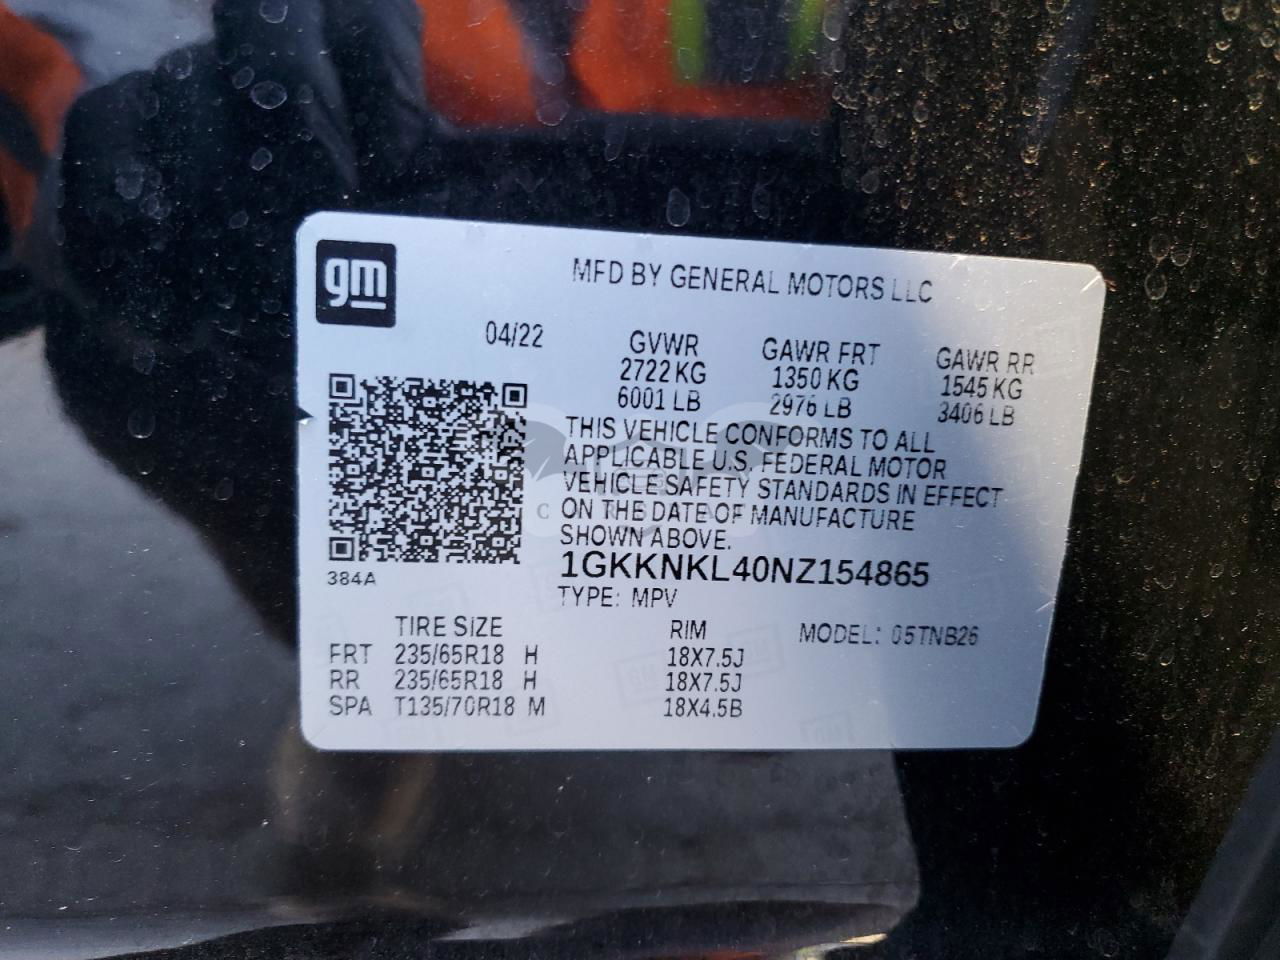 gm
MFD BY GENERAL MOTORS LLC
04/22 GVWR GAWR FRT GAWR RR
2722 KG 1350 KG 1545 KG
6001 LB 2976 LB 3406 LB
THIS VEHICLE CONFORMS TO ALL
APPLICABLE U.S. FEDERAL MOTOR
VEHICLE SAFETY STANDARDS IN EFFECT
ON THE DATE OF MANUFACTURE
SHOWN ABOVE.
384A
1GKKNKL40NZ154865
TYPE: MPV
TIRE SIZE RIM MODEL: 05TNB26
FRT 235/65R18 H 18X7.5J
RR 235/65R18 H 18X7.5J
SPA T135/70R18 M 18X4.5B